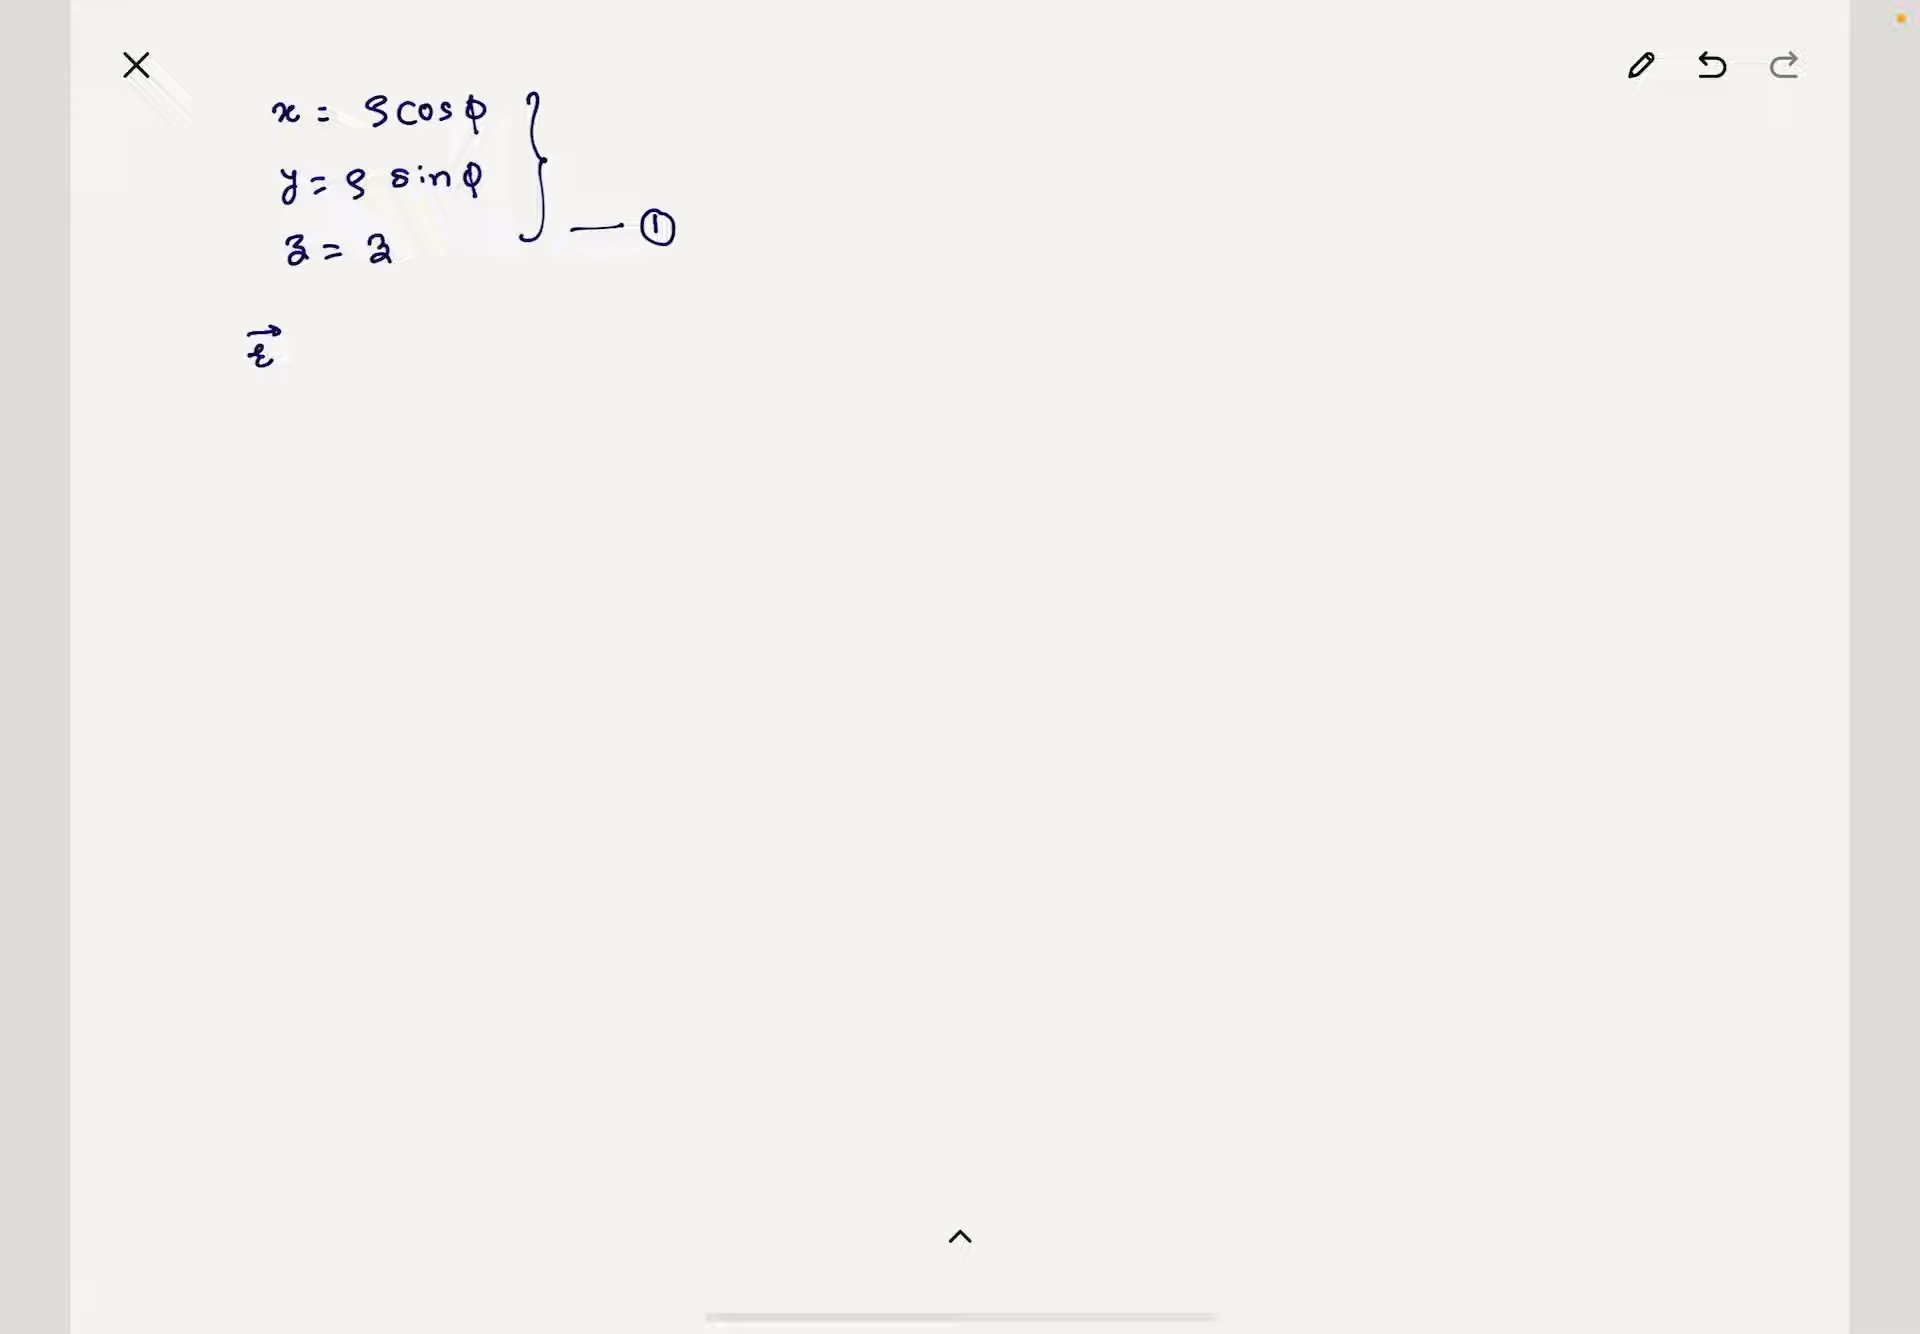 x = ρ cos φ
y = ρ sin φ
z = z
— ①
r⃗